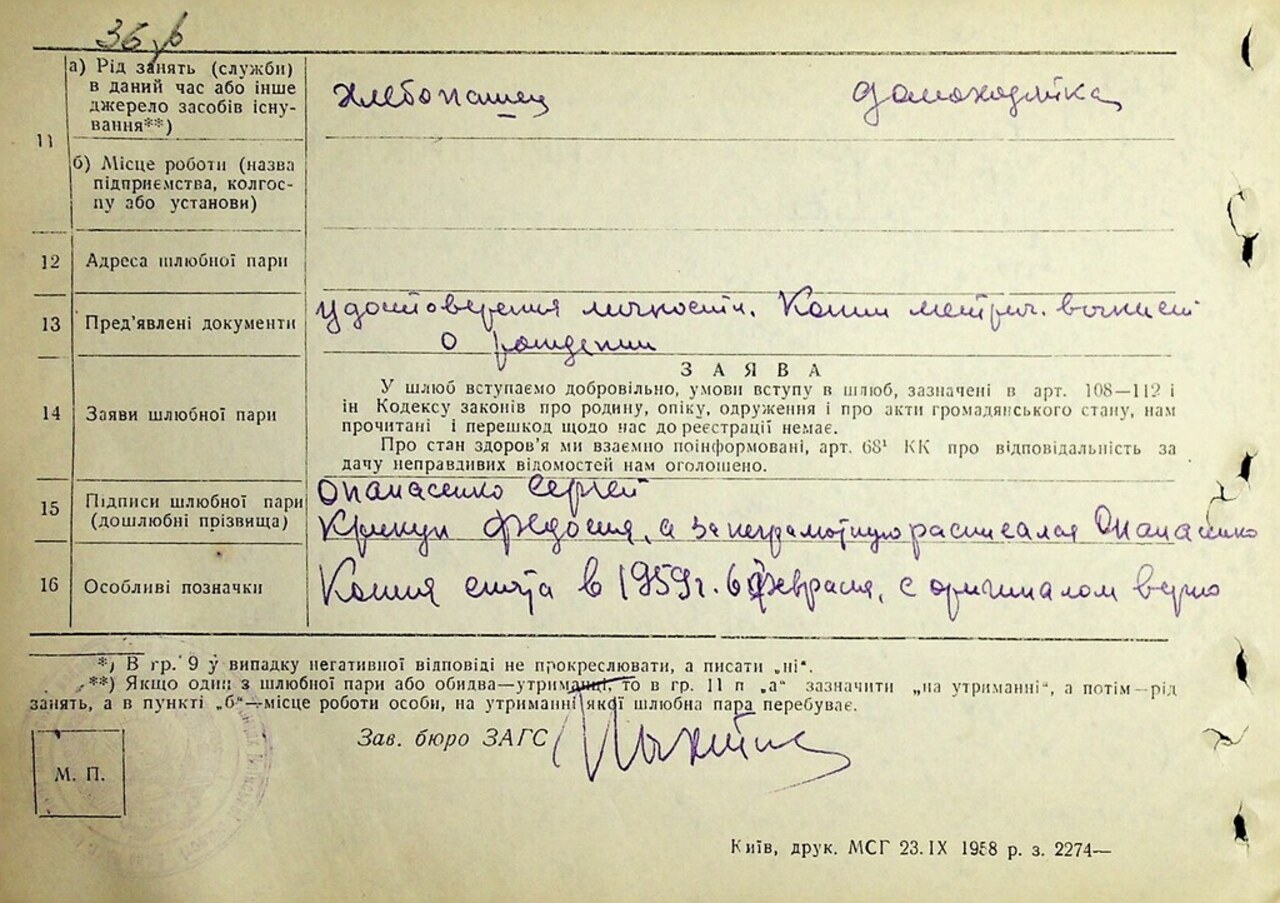 36
11
а) Рід занять (служби)
в даний час або інше
джерело засобів існу-
вання**)
хлебопашец домохозяйка
б) Місце роботи (назва
підприємства, колгос-
пу або установи)
12 Адреса шлюбної пари
13 Пред'явлені документи
удостоверения личности. Копии метрич. выписей
о рождении
14 Заяви шлюбної пари
ЗАЯВА
У шлюб вступаємо добровільно, умови вступу в шлюб, зазначені в арт. 108—112 і
ін Кодексу законів про родину, опіку, одруження і про акти громадянського стану, нам
прочитані і перешкод щодо нас до реєстрації немає.
Про стан здоров'я ми взаємно поінформовані, арт. 68¹ КК про відповідальність за
дачу неправдивих відомостей нам оголошено.
15 Підписи шлюбної пари
(дошлюбні прізвища)
Опанасенко Сергей
Крикун Федосия, а за неграмотную расписался Опанасенко
16 Особливі позначки
Копия снята в 1959 г. 6 февраля, с оригиналом верно
*) В гр. 9 у випадку негативної відповіді не прокреслювати, а писати „ні“.
**) Якщо один з шлюбної пари або обидва—утриманці, то в гр. 11 п „а“ зазначити „на утриманні“, а потім—рід
занять, а в пункті „б“—місце роботи особи, на утриманні якої шлюбна пара перебуває.
Зав. бюро ЗАГС
М. П.
Київ, друк. МСГ 23.IX 1958 р. з. 2274—